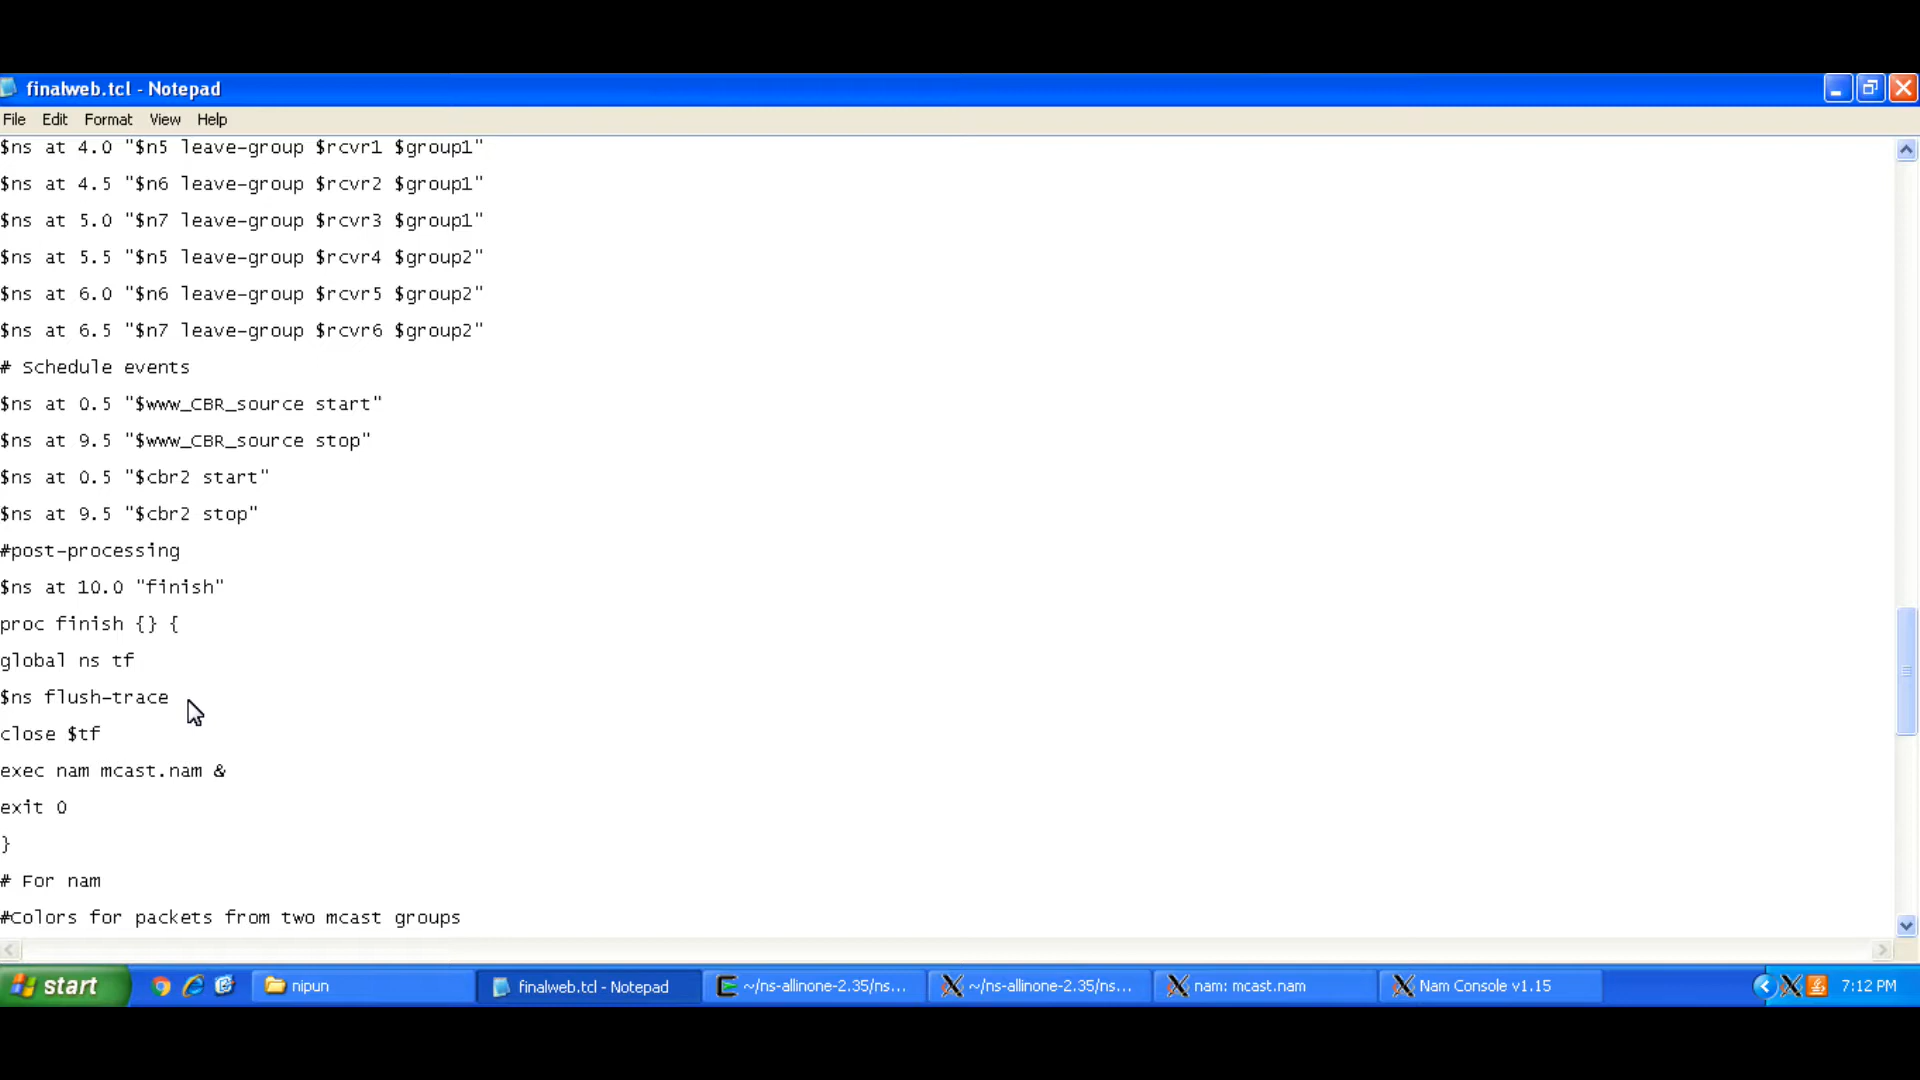 finalweb.tcl - Notepad
File Edit Format View Help
$ns at 4.0 "$n5 leave-group $rcvr1 $group1"
$ns at 4.5 "$n6 leave-group $rcvr2 $group1"
$ns at 5.0 "$n7 leave-group $rcvr3 $group1"
$ns at 5.5 "$n5 leave-group $rcvr4 $group2"
$ns at 6.0 "$n6 leave-group $rcvr5 $group2"
$ns at 6.5 "$n7 leave-group $rcvr6 $group2"
# Schedule events
$ns at 0.5 "$www_CBR_source start"
$ns at 9.5 "$www_CBR_source stop"
$ns at 0.5 "$cbr2 start"
$ns at 9.5 "$cbr2 stop"
#post-processing
$ns at 10.0 "finish"
proc finish {} {
global ns tf
$ns flush-trace
close $tf
exec nam mcast.nam &
exit 0
}
# For nam
#Colors for packets from two mcast groups
start nipun finalweb.tcl - Notepad ~/ns-allinone-2.35/ns... ~/ns-allinone-2.35/ns... nam: mcast.nam Nam Console v1.15 7:12 PM